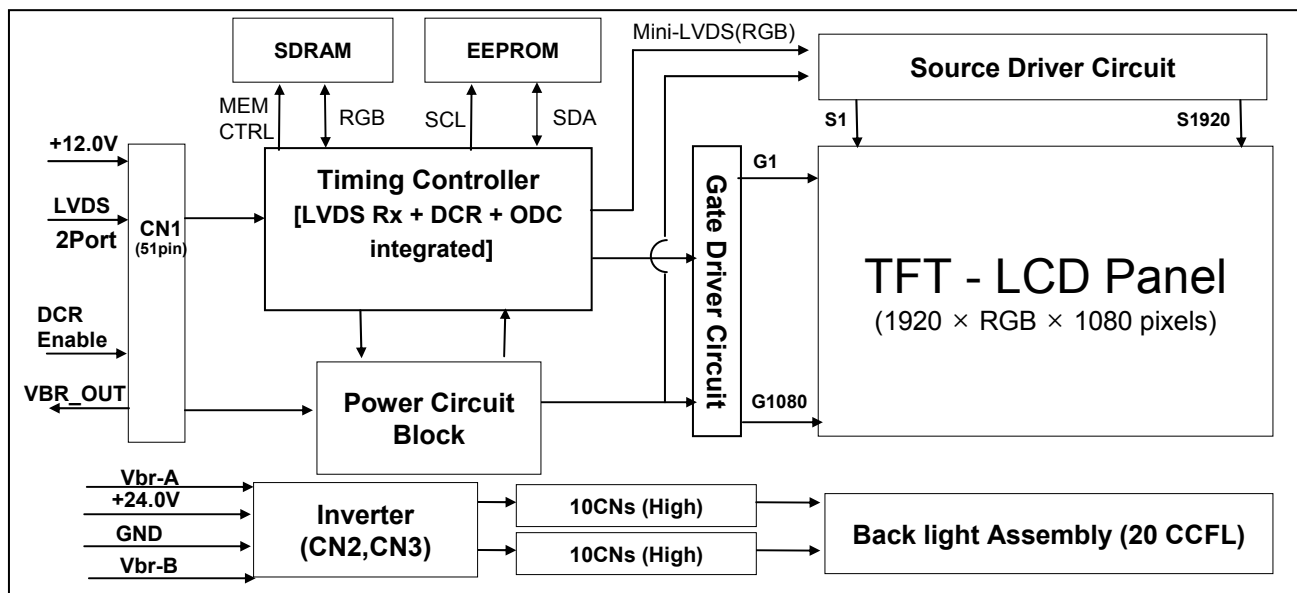 SDRAM
EEPROM
Mini-LVDS(RGB)
Source Driver Circuit
MEM
CTRL
RGB
SCL
SDA
S1
S1920
+12.0V
LVDS
2Port
DCR
Enable
VBR_OUT
CN1
(51pin)
Timing Controller
[LVDS Rx + DCR + ODC
integrated]
Gate Driver Circuit
G1
G1080
TFT - LCD Panel
(1920 × RGB × 1080 pixels)
Power Circuit
Block
Vbr-A
+24.0V
GND
Vbr-B
Inverter
(CN2,CN3)
10CNs (High)
10CNs (High)
Back light Assembly (20 CCFL)